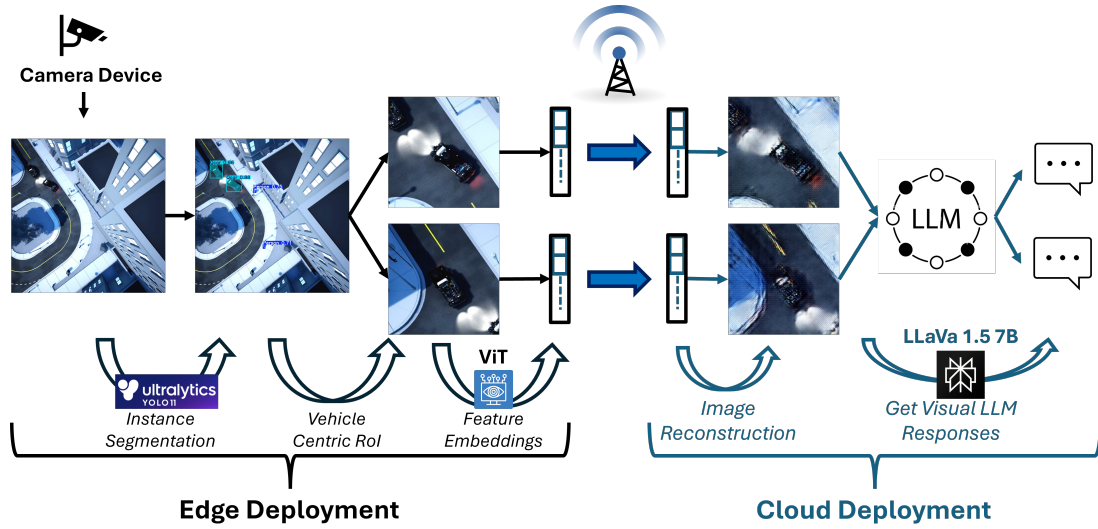 Camera Device
LLM
ViT
LLaVa 1.5 7B
ultralytics
YOLO11
Instance
Segmentation
Vehicle
Centric RoI
Feature
Embeddings
Image
Reconstruction
Get Visual LLM
Responses
Edge Deployment
Cloud Deployment